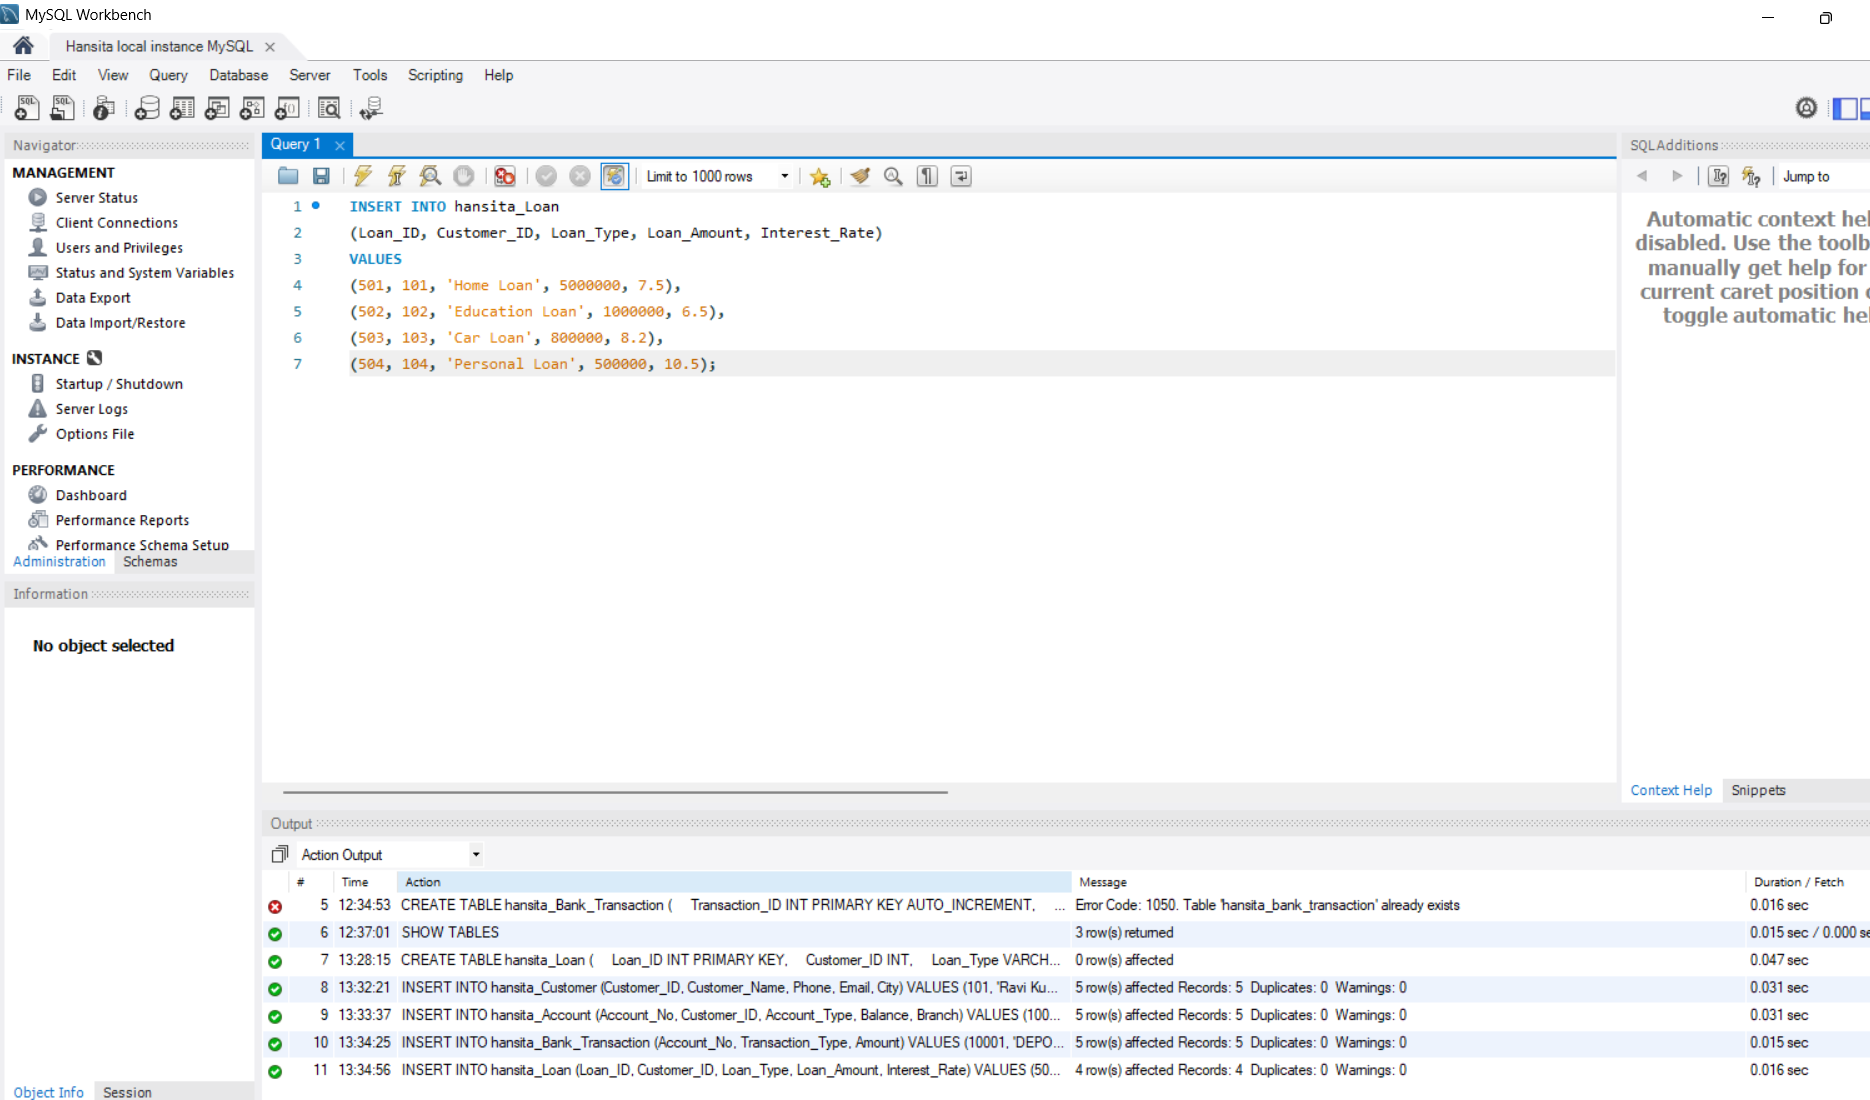 MySQL Workbench
Hansita local instance MySQL
File Edit View Query Database Server Tools Scripting Help
Navigator
MANAGEMENT
Server Status
Client Connections
Users and Privileges
Status and System Variables
Data Export
Data Import/Restore
INSTANCE
Startup / Shutdown
Server Logs
Options File
PERFORMANCE
Dashboard
Performance Reports
Performance Schema Setup
Administration Schemas
Information
No object selected
Object Info Session
Query 1
Limit to 1000 rows
1 INSERT INTO hansita_Loan
2 (Loan_ID, Customer_ID, Loan_Type, Loan_Amount, Interest_Rate)
3 VALUES
4 (501, 101, 'Home Loan', 5000000, 7.5),
5 (502, 102, 'Education Loan', 1000000, 6.5),
6 (503, 103, 'Car Loan', 800000, 8.2),
7 (504, 104, 'Personal Loan', 500000, 10.5);
SQLAdditions
Jump to
Automatic context hel
disabled. Use the toolb
manually get help for
current caret position o
toggle automatic hel
Context Help Snippets
Output
Action Output
# Time Action Message Duration / Fetch
5 12:34:53 CREATE TABLE hansita_Bank_Transaction ( Transaction_ID INT PRIMARY KEY AUTO_INCREMENT, ... Error Code: 1050. Table 'hansita_bank_transaction' already exists 0.016 sec
6 12:37:01 SHOW TABLES 3 row(s) returned 0.015 sec / 0.000 se
7 13:28:15 CREATE TABLE hansita_Loan ( Loan_ID INT PRIMARY KEY, Customer_ID INT, Loan_Type VARCH... 0 row(s) affected 0.047 sec
8 13:32:21 INSERT INTO hansita_Customer (Customer_ID, Customer_Name, Phone, Email, City) VALUES (101, 'Ravi Ku... 5 row(s) affected Records: 5 Duplicates: 0 Warnings: 0 0.031 sec
9 13:33:37 INSERT INTO hansita_Account (Account_No, Customer_ID, Account_Type, Balance, Branch) VALUES (100... 5 row(s) affected Records: 5 Duplicates: 0 Warnings: 0 0.031 sec
10 13:34:25 INSERT INTO hansita_Bank_Transaction (Account_No, Transaction_Type, Amount) VALUES (10001, 'DEPO... 5 row(s) affected Records: 5 Duplicates: 0 Warnings: 0 0.015 sec
11 13:34:56 INSERT INTO hansita_Loan (Loan_ID, Customer_ID, Loan_Type, Loan_Amount, Interest_Rate) VALUES (50... 4 row(s) affected Records: 4 Duplicates: 0 Warnings: 0 0.016 sec